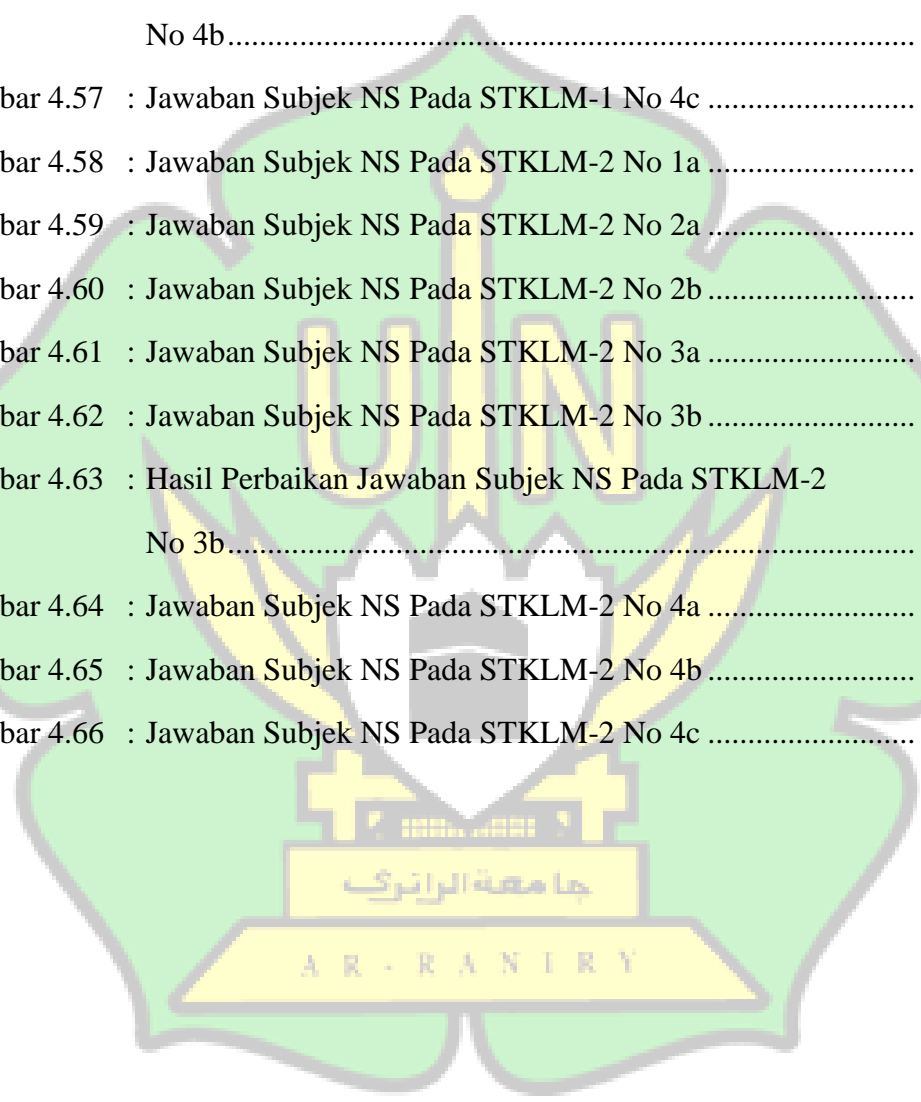 No 4b...........................................................................................
bar 4.57 : Jawaban Subjek NS Pada STKLM-1 No 4c ..........................
bar 4.58 : Jawaban Subjek NS Pada STKLM-2 No 1a ..........................
bar 4.59 : Jawaban Subjek NS Pada STKLM-2 No 2a ..........................
bar 4.60 : Jawaban Subjek NS Pada STKLM-2 No 2b ..........................
bar 4.61 : Jawaban Subjek NS Pada STKLM-2 No 3a ..........................
bar 4.62 : Jawaban Subjek NS Pada STKLM-2 No 3b ..........................
bar 4.63 : Hasil Perbaikan Jawaban Subjek NS Pada STKLM-2
No 3b...........................................................................................
bar 4.64 : Jawaban Subjek NS Pada STKLM-2 No 4a ..........................
bar 4.65 : Jawaban Subjek NS Pada STKLM-2 No 4b ..........................
bar 4.66 : Jawaban Subjek NS Pada STKLM-2 No 4c ..........................
UIN
جامعة الرانري
AR-RANIRY